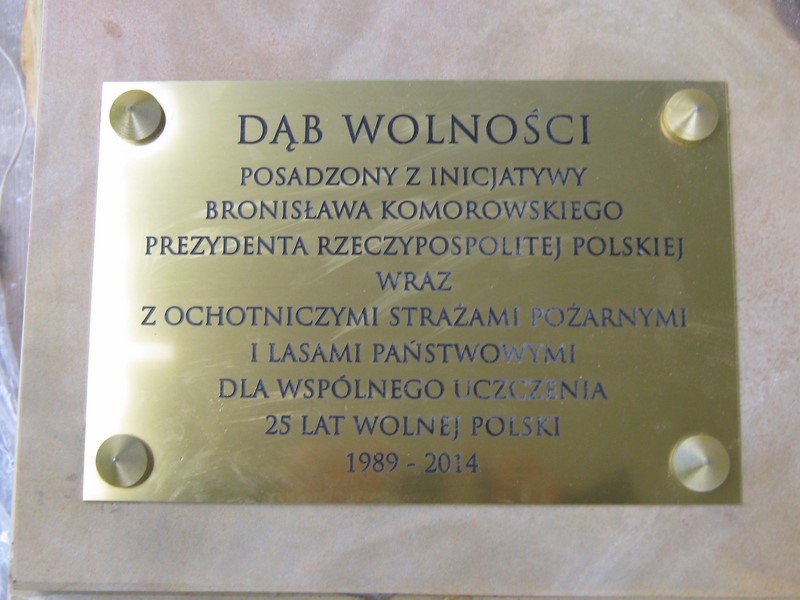 DĄB WOLNOŚCI
POSADZONY Z INICJATYWY
BRONISŁAWA KOMOROWSKIEGO
PREZYDENTA RZECZYPOSPOLITEJ POLSKIEJ
WRAZ
Z OCHOTNICZYMI STRAŻAMI POŻARNYMI
I LASAMI PAŃSTWOWYMI
DLA WSPÓLNEGO UCZCZENIA
25 LAT WOLNEJ POLSKI
1989 - 2014